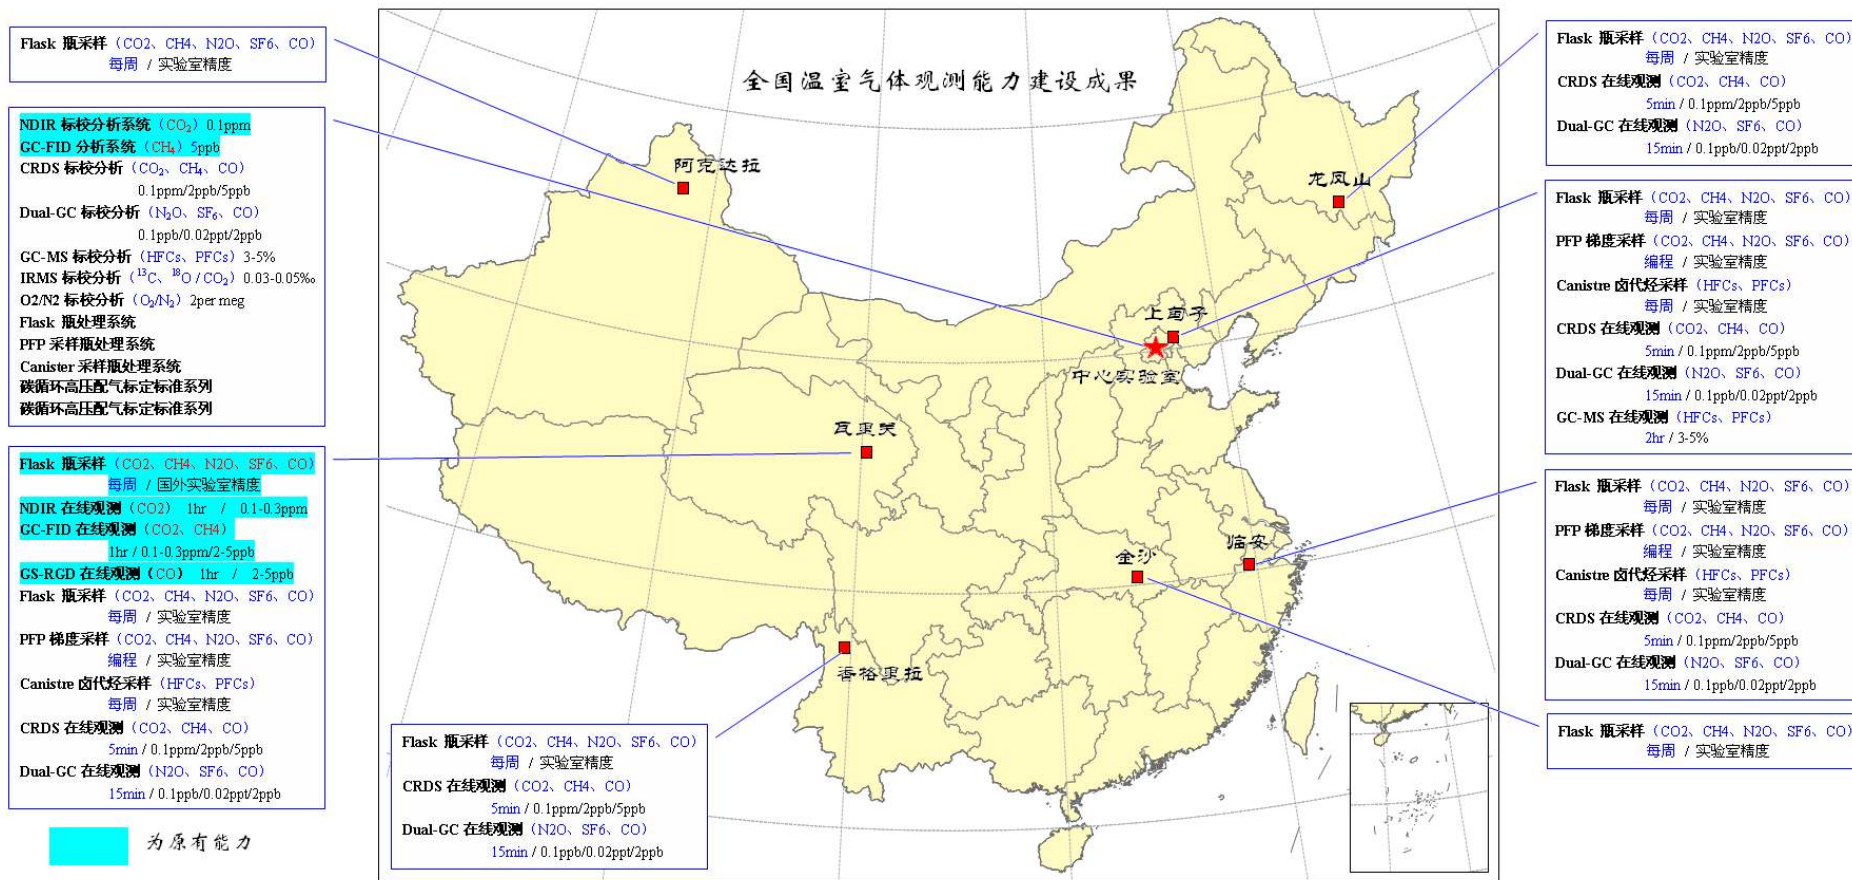 Flask 瓶采样（CO2、CH4、N2O、SF6、CO）
每周 / 实验室精度
NDIR 标校分析系统（CO₂）0.1ppm
GC-FID 分析系统（CH₄）5ppb
CRDS 标校分析（CO₂、CH₄、CO）
0.1ppm/2ppb/5ppb
Dual-GC 标校分析（N₂O、SF₆、CO）
0.1ppb/0.02ppt/2ppb
GC-MS 标校分析（HFCs、PFCs）3-5%
IRMS 标校分析（¹³C、¹⁸O / CO₂）0.03-0.05‰
O2/N2 标校分析（O₂/N₂）2per meg
Flask 瓶处理系统
PFP 采样瓶处理系统
Canister 采样瓶处理系统
碳循环高压配气标定标准系列
碳循环高压配气标定标准系列
Flask 瓶采样（CO2、CH4、N2O、SF6、CO）
每周 / 国外实验室精度
NDIR 在线观测（CO2） 1hr / 0.1-0.3ppm
GC-FID 在线观测（CO2、CH4）
1hr / 0.1-0.3ppm/2-5ppb
GS-RGD 在线观测（CO） 1hr / 2-5ppb
Flask 瓶采样（CO2、CH4、N2O、SF6、CO）
每周 / 实验室精度
PFP 梯度采样（CO2、CH4、N2O、SF6、CO）
编程 / 实验室精度
Canistre 卤代烃采样（HFCs、PFCs）
每周 / 实验室精度
CRDS 在线观测（CO2、CH4、CO）
5min / 0.1ppm/2ppb/5ppb
Dual-GC 在线观测（N2O、SF6、CO）
15min / 0.1ppb/0.02ppt/2ppb
为原有能力
全国温室气体观测能力建设成果
阿克达拉
龙凤山
上甸子
中心实验室
瓦里关
临安
金沙
香格里拉
Flask 瓶采样（CO2、CH4、N2O、SF6、CO）
每周 / 实验室精度
CRDS 在线观测（CO2、CH4、CO）
5min / 0.1ppm/2ppb/5ppb
Dual-GC 在线观测（N2O、SF6、CO）
15min / 0.1ppb/0.02ppt/2ppb
Flask 瓶采样（CO2、CH4、N2O、SF6、CO）
每周 / 实验室精度
CRDS 在线观测（CO2、CH4、CO）
5min / 0.1ppm/2ppb/5ppb
Dual-GC 在线观测（N2O、SF6、CO）
15min / 0.1ppb/0.02ppt/2ppb
Flask 瓶采样（CO2、CH4、N2O、SF6、CO）
每周 / 实验室精度
PFP 梯度采样（CO2、CH4、N2O、SF6、CO）
编程 / 实验室精度
Canistre 卤代烃采样（HFCs、PFCs）
每周 / 实验室精度
CRDS 在线观测（CO2、CH4、CO）
5min / 0.1ppm/2ppb/5ppb
Dual-GC 在线观测（N2O、SF6、CO）
15min / 0.1ppb/0.02ppt/2ppb
GC-MS 在线观测（HFCs、PFCs）
2hr / 3-5%
Flask 瓶采样（CO2、CH4、N2O、SF6、CO）
每周 / 实验室精度
PFP 梯度采样（CO2、CH4、N2O、SF6、CO）
编程 / 实验室精度
Canistre 卤代烃采样（HFCs、PFCs）
每周 / 实验室精度
CRDS 在线观测（CO2、CH4、CO）
5min / 0.1ppm/2ppb/5ppb
Dual-GC 在线观测（N2O、SF6、CO）
15min / 0.1ppb/0.02ppt/2ppb
Flask 瓶采样（CO2、CH4、N2O、SF6、CO）
每周 / 实验室精度